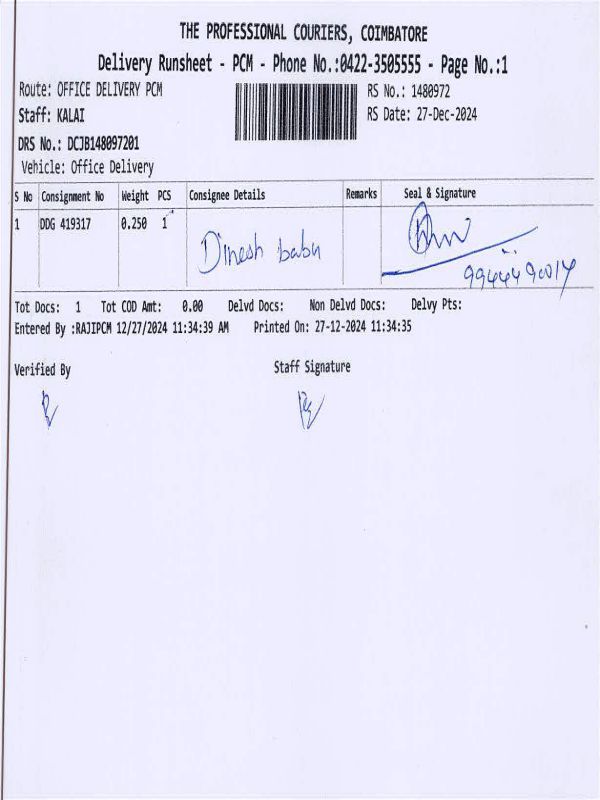 THE PROFESSIONAL COURIERS, COIMBATORE
Delivery Runsheet - PCM - Phone No.:0422-3505555 - Page No.:1
Route: OFFICE DELIVERY PCM RS No.: 1480972
Staff: KALAI RS Date: 27-Dec-2024
DRS No.: DCJB148097201
Vehicle: Office Delivery
S No Consignment No Weight PCS Consignee Details Remarks Seal & Signature
1 DDG 419317 0.250 1
Dinesh babu
9944490014
Tot Docs: 1 Tot COD Amt: 0.00 Delvd Docs: Non Delvd Docs: Delvy Pts:
Entered By :RAJIPCM 12/27/2024 11:34:39 AM Printed On: 27-12-2024 11:34:35
Verified By Staff Signature